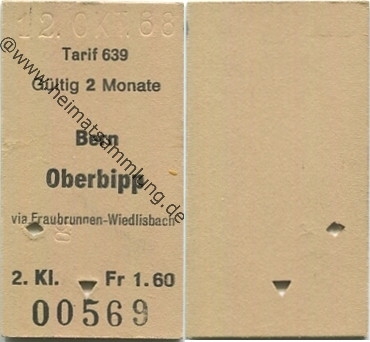 12. OKT. 68
Tarif 639
Gültig 2 Monate
Bern
Oberbipp
via Fraubrunnen-Wiedlisbach
2. Kl. Fr 1.60
00569
@www.heimatsammlung.de